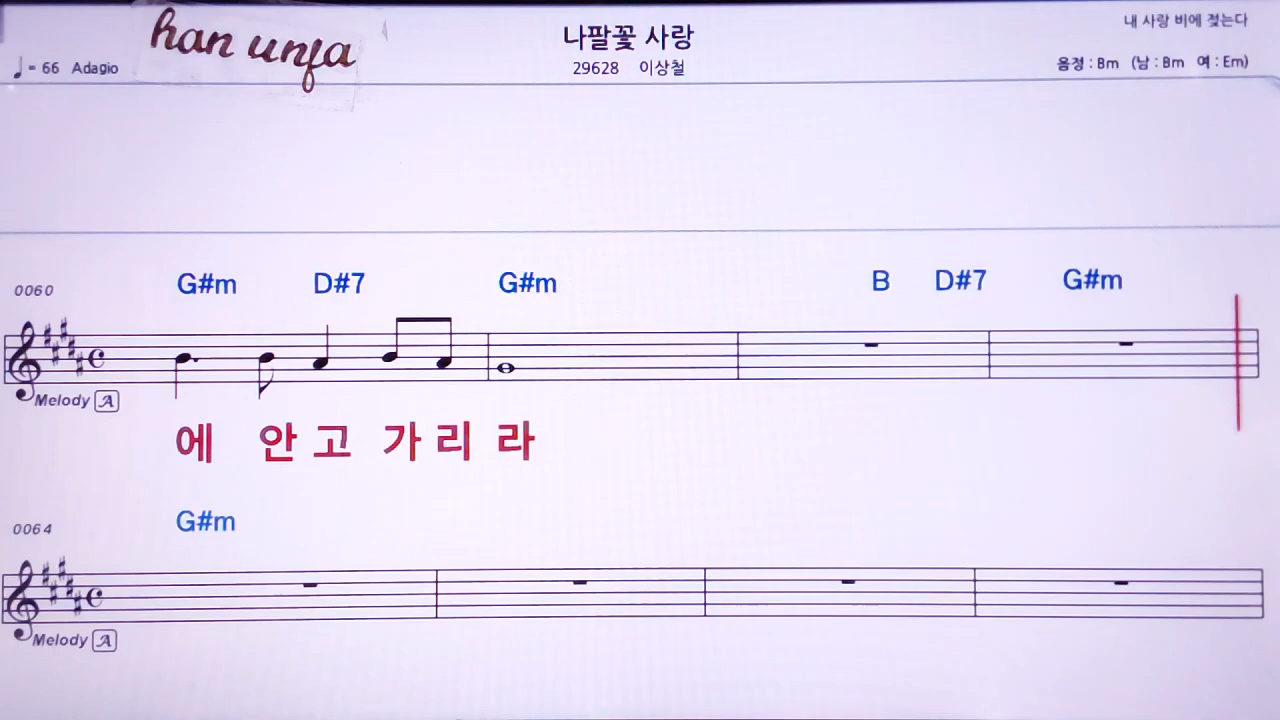 han unfa
나팔꽃 사랑
내 사랑 비에 젖는다
♩= 66 Adagio
29628 이상철
음정 : Bm (남 : Bm 여 : Em)
G#m D#7 G#m B D#7 G#m
0060
Melody A
에 안 고 가 리 라
G#m
0064
Melody A